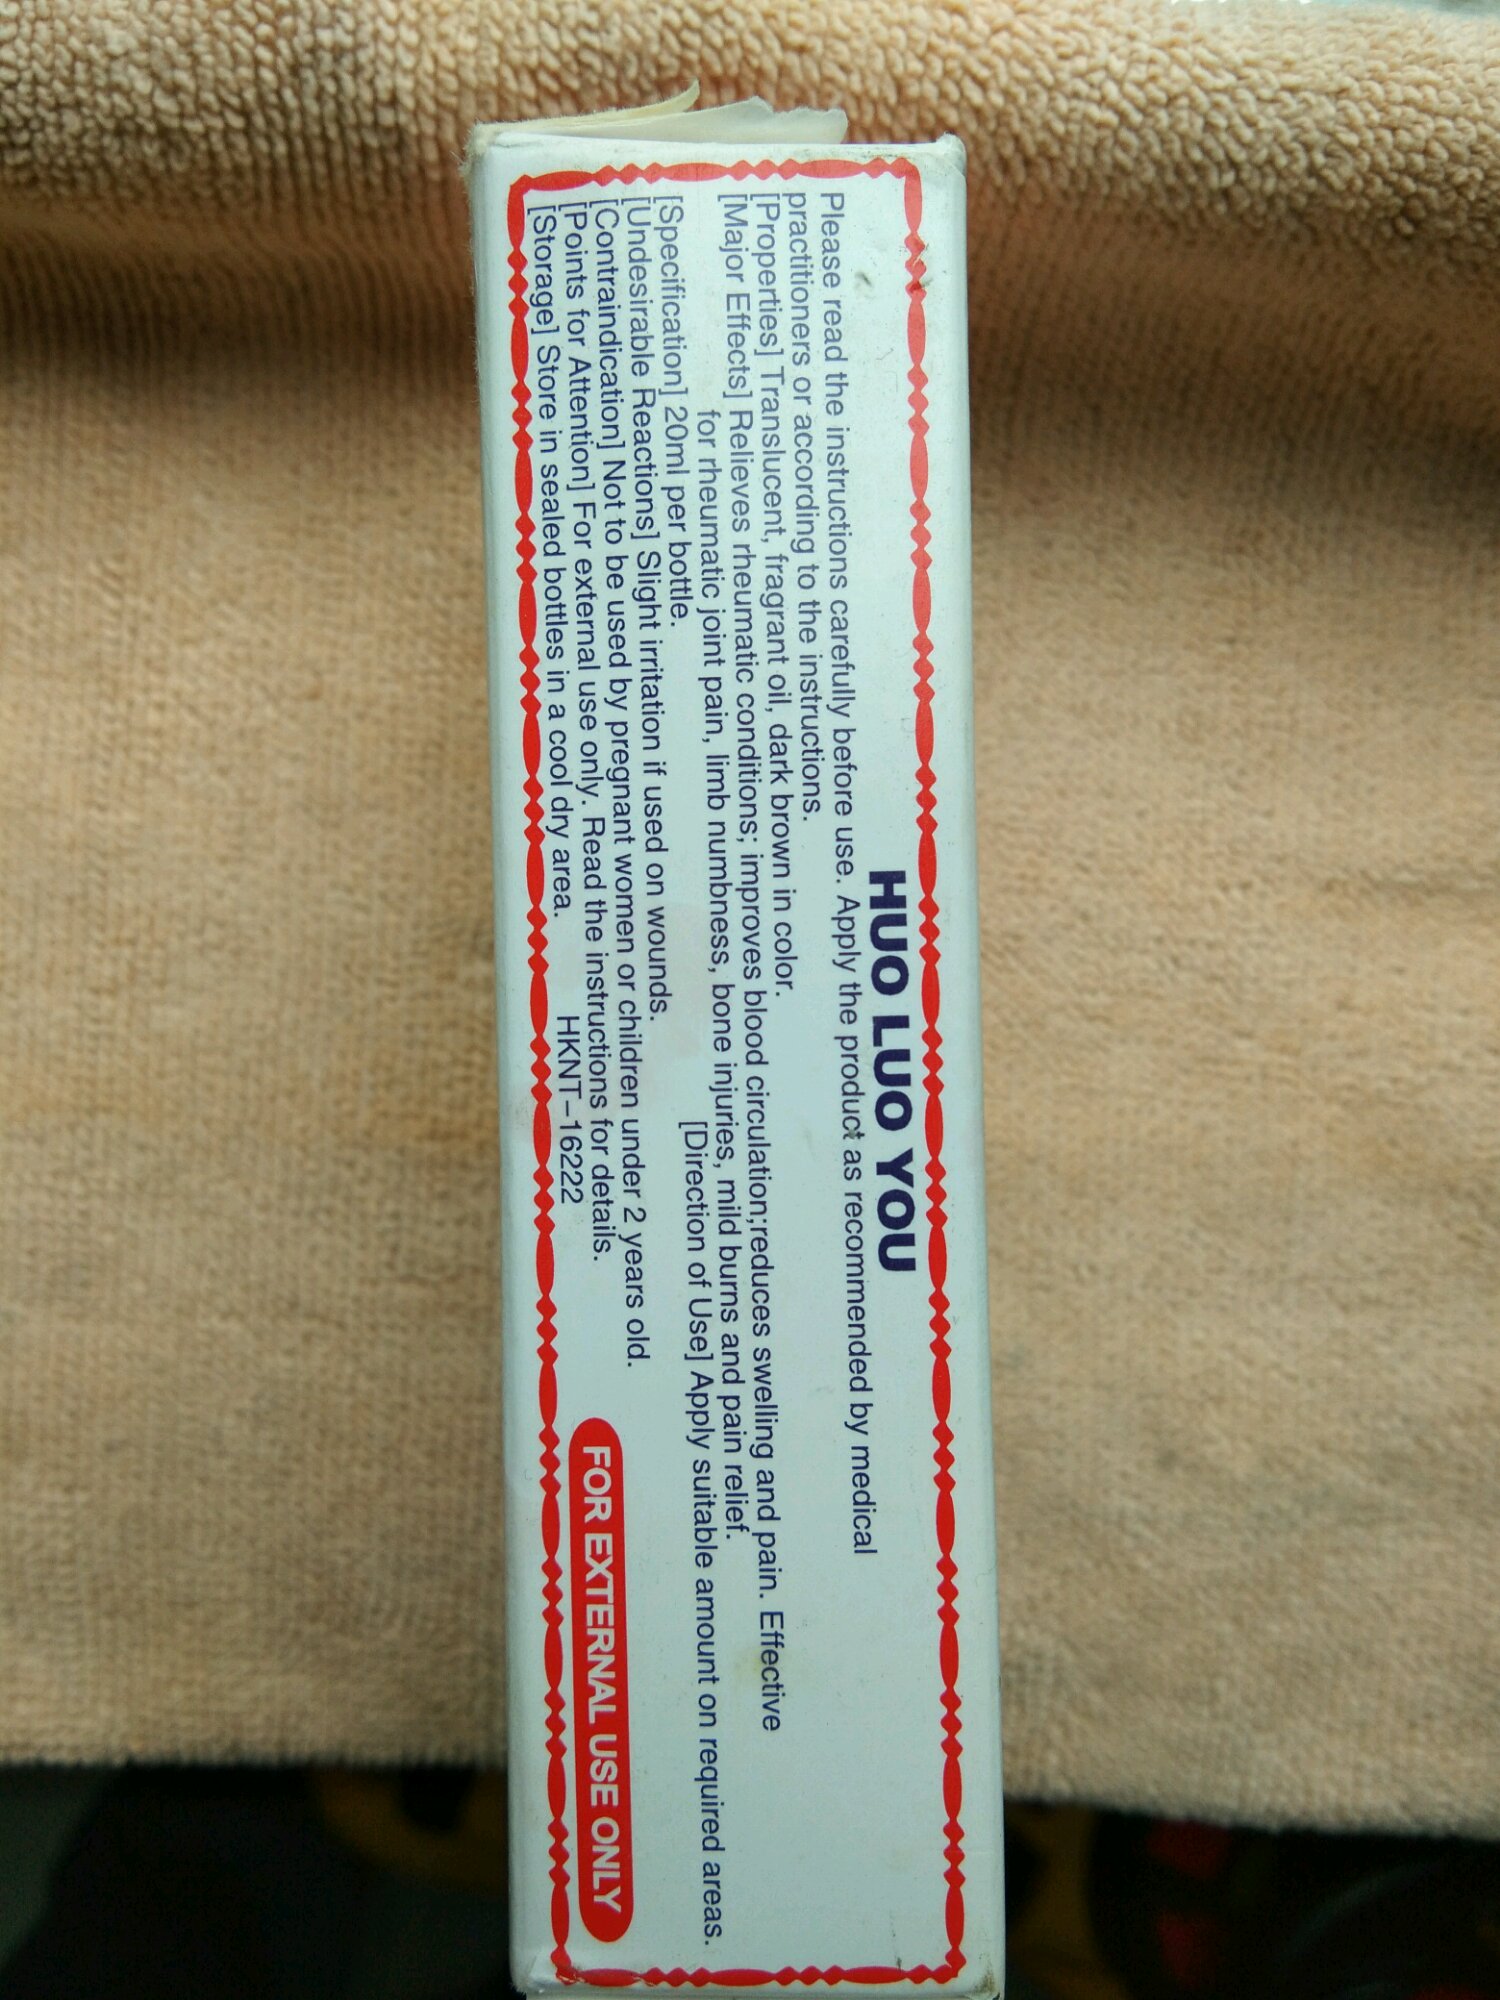 HUO LUO YOU
Please read the instructions carefully before use. Apply the product as recommended by medical
practitioners or according to the instructions.
[Properties] Translucent, fragrant oil, dark brown in color.
[Major Effects] Relieves rheumatic conditions; improves blood circulation;reduces swelling and pain. Effective
for rheumatic joint pain, limb numbness, bone injuries, mild burns and pain relief.
[Specification] 20ml per bottle. [Direction of Use] Apply suitable amount on required areas.
[Undesirable Reactions] Slight irritation if used on wounds.
[Contraindication] Not to be used by pregnant women or children under 2 years old.
[Points for Attention] For external use only. Read the instructions for details.
[Storage] Store in sealed bottles in a cool dry area. HKNT-16222
FOR EXTERNAL USE ONLY